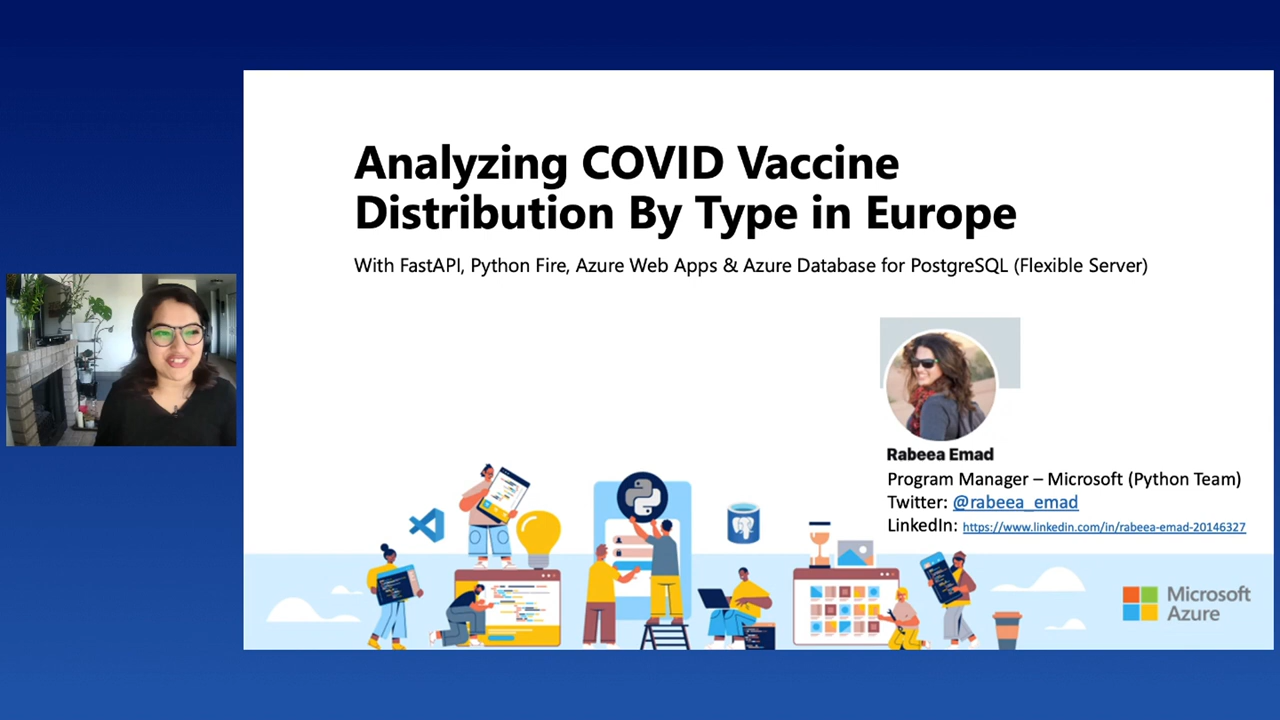 Analyzing COVID Vaccine
Distribution By Type in Europe
With FastAPI, Python Fire, Azure Web Apps & Azure Database for PostgreSQL (Flexible Server)
Rabeea Emad
Program Manager – Microsoft (Python Team)
Twitter: @rabeea_emad
LinkedIn: https://www.linkedin.com/in/rabeea-emad-20146327
Microsoft
Azure